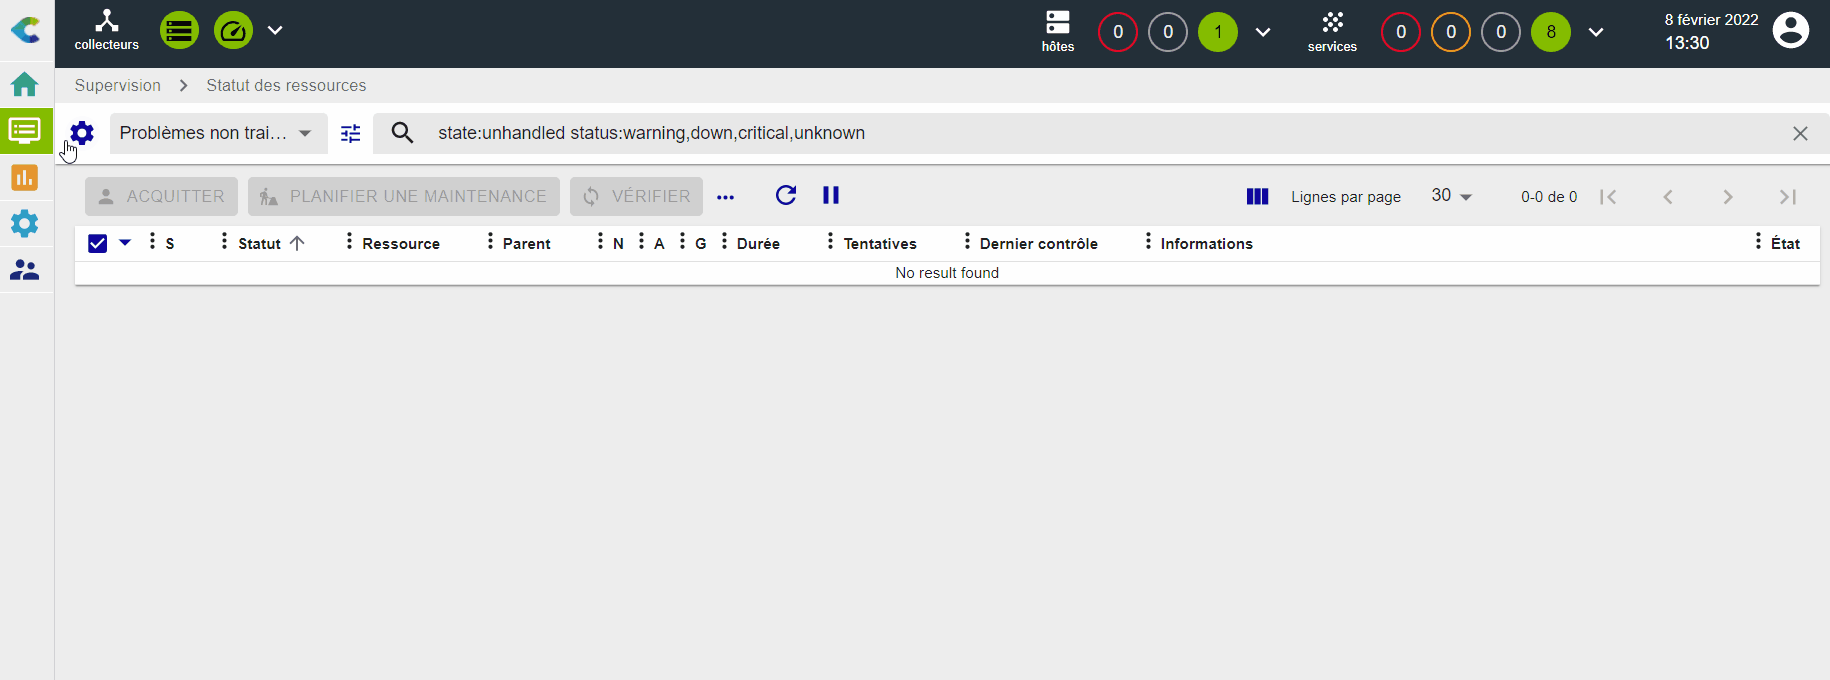 collecteurs
hôtes
0
0
1
services
0
0
0
8
8 février 2022
13:30
Supervision
Statut des ressources
Problèmes non trai...
state:unhandled status:warning,down,critical,unknown
ACQUITTER
PLANIFIER UNE MAINTENANCE
VÉRIFIER
Lignes par page
30
0-0 de 0
S
Statut
Ressource
Parent
N
A
G
Durée
Tentatives
Dernier contrôle
Informations
État
No result found